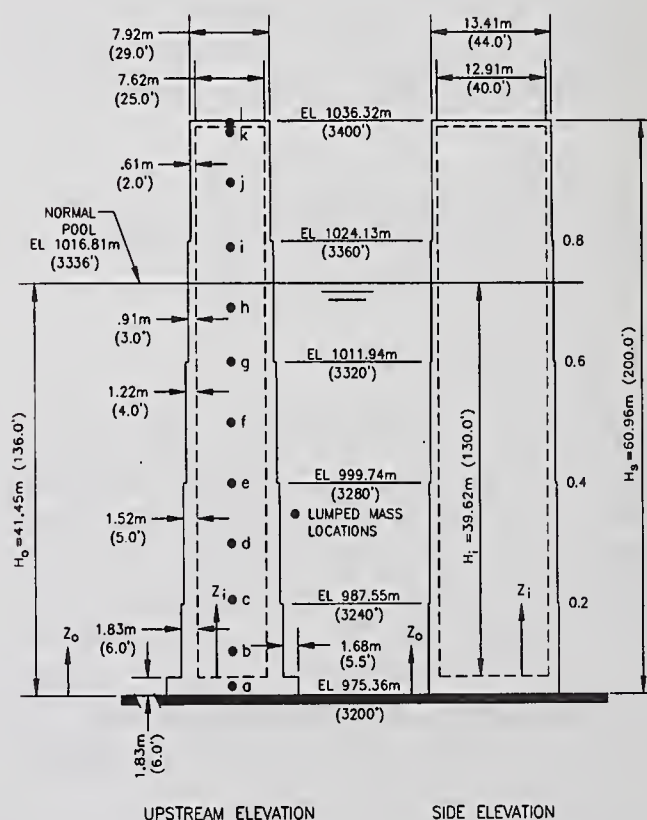 7.92m
(29.0')
7.62m
(25.0')
13.41m
(44.0')
12.91m
(40.0')
EL 1036.32m
(3400')
k
.61m
(2.0')
j
NORMAL
POOL
EL 1016.81m
(3336')
EL 1024.13m
(3360')
0.8
i
h
.91m
(3.0')
g
EL 1011.94m
(3320')
0.6
1.22m
(4.0')
f
e
EL 999.74m
(3280')
0.4
LUMPED MASS
LOCATIONS
1.52m
(5.0')
d
Hₒ=41.45m (136.0')
Hᵢ=39.62m (130.0')
Hₛ=60.96m (200.0')
Zᵢ
c
EL 987.55m
(3240')
Zᵢ
0.2
Zₒ
1.83m
(6.0')
b
1.68m
(5.5')
Zₒ
a
EL 975.36m
(3200')
1.83m
(6.0')
UPSTREAM ELEVATION
SIDE ELEVATION